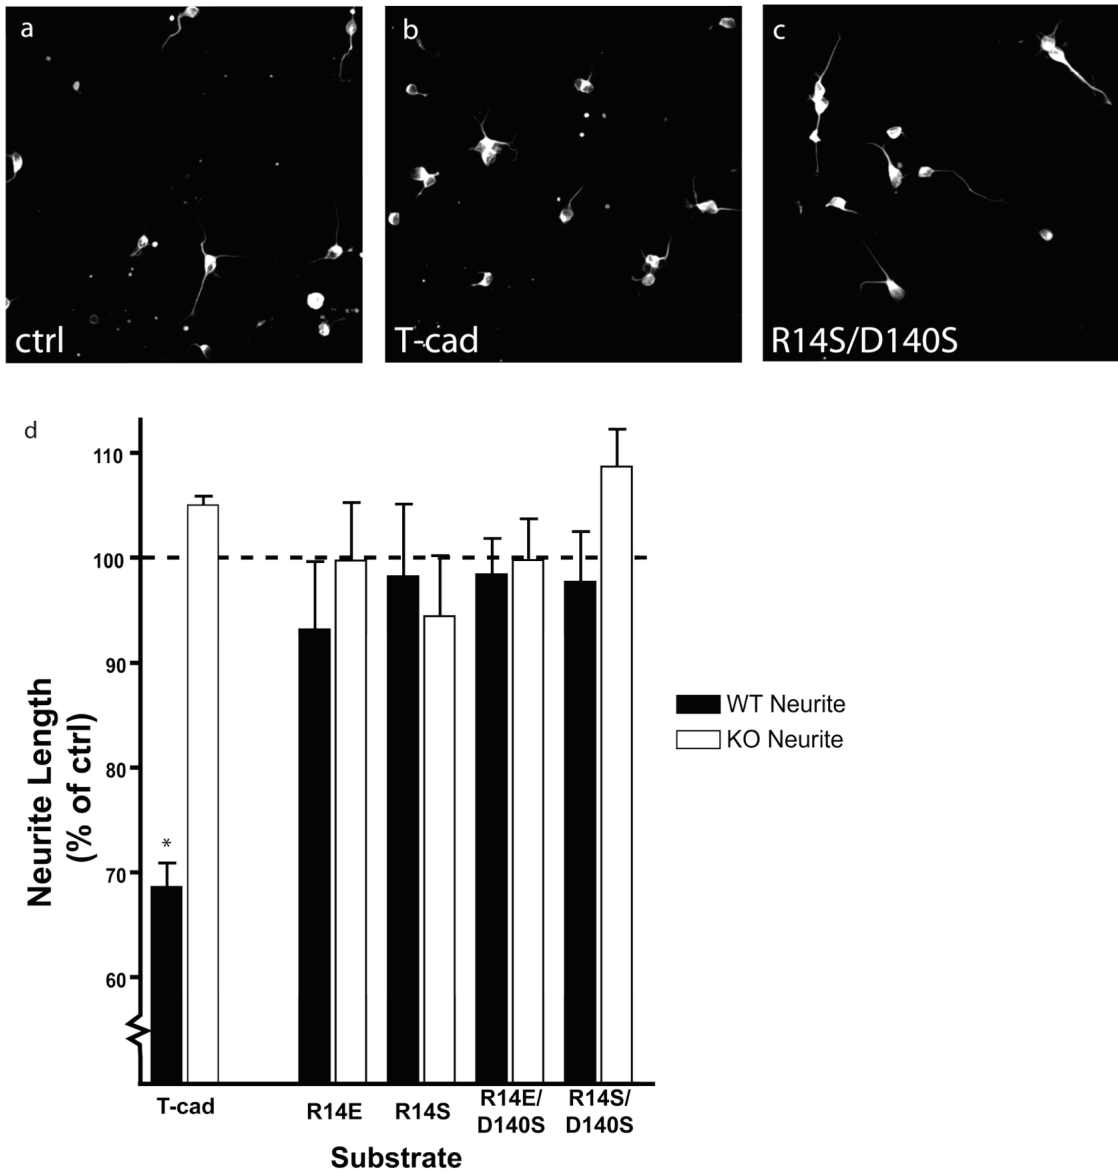 a
b
c
ctrl
T-cad
R14S/D140S
d
110
100
90
80
70
60
Neurite Length
(% of ctrl)
*
WT Neurite
KO Neurite
T-cad
R14E
R14S
R14E/
D140S
R14S/
D140S
Substrate